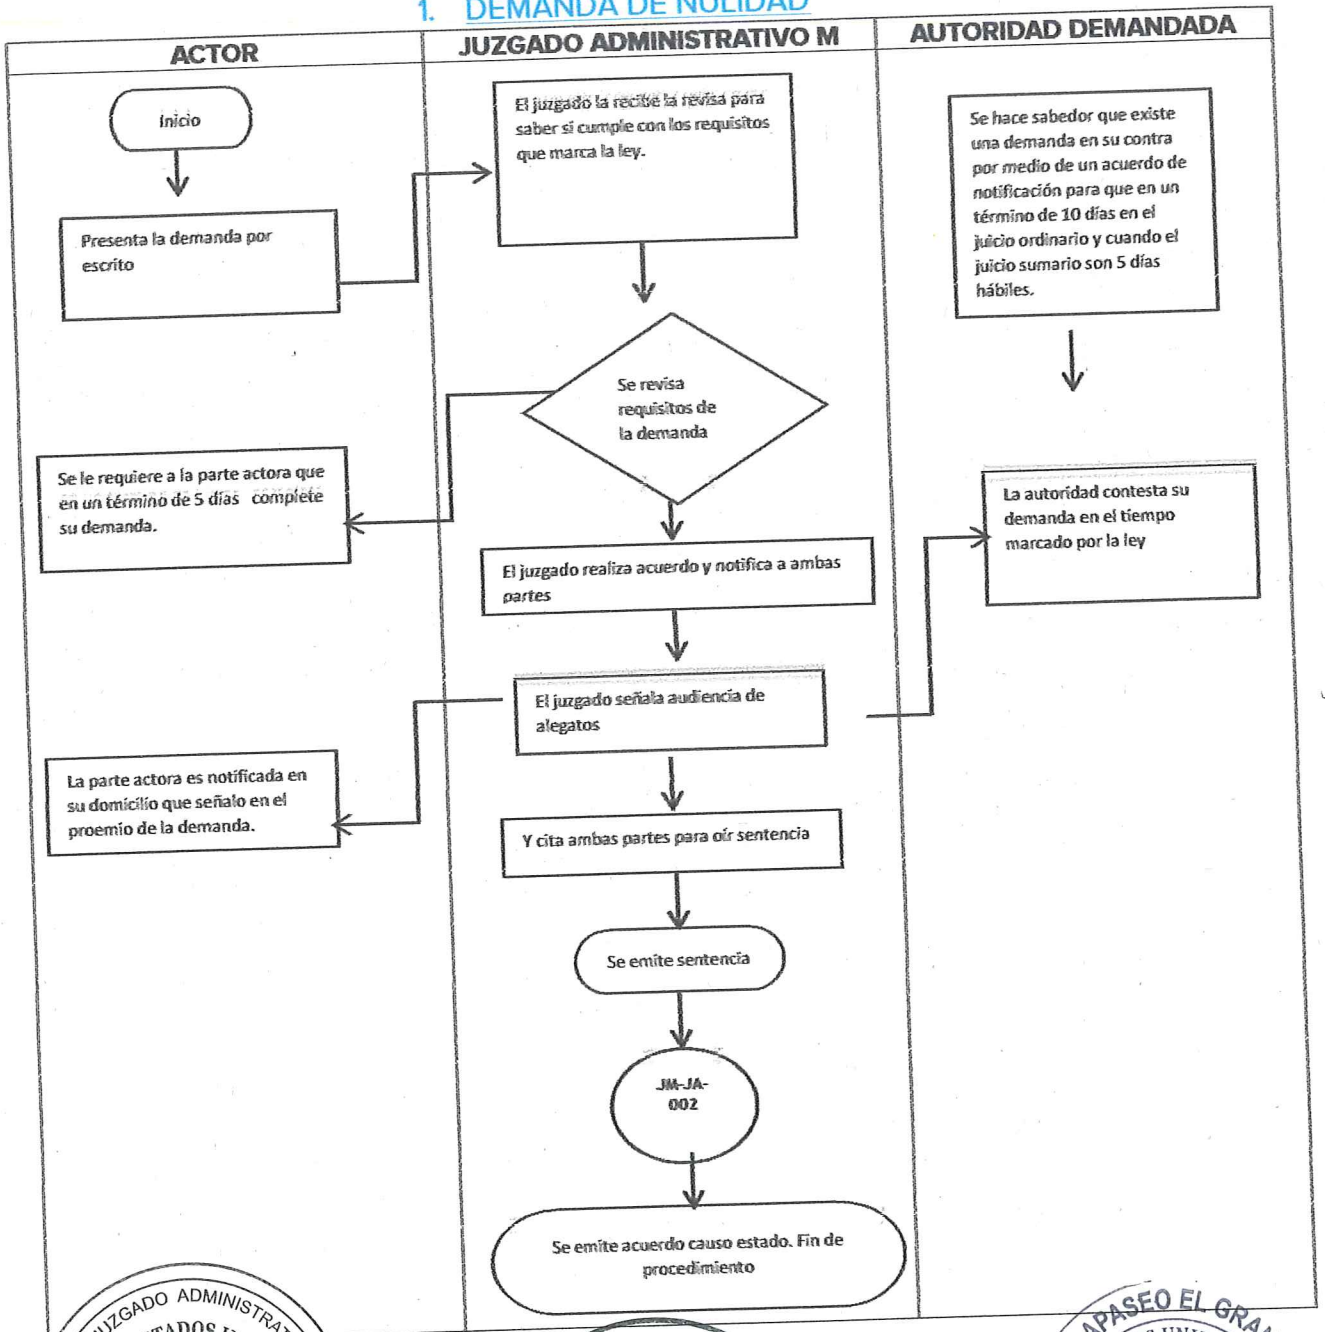 1. DEMANDA DE NULIDAD
ACTOR
JUZGADO ADMINISTRATIVO M
AUTORIDAD DEMANDADA
Inicio
Presenta la demanda por
escrito
El juzgado la recibe la revisa para
saber si cumple con los requisitos
que marca la ley.
Se hace sabedor que existe
una demanda en su contra
por medio de un acuerdo de
notificación para que en un
término de 10 días en el
juicio ordinario y cuando el
juicio sumario son 5 días
hábiles.
Se revisa
requisitos de
la demanda
Se le requiere a la parte actora que
en un término de 5 días complete
su demanda.
La autoridad contesta su
demanda en el tiempo
marcado por la ley
El juzgado realiza acuerdo y notifica a ambas
partes
El juzgado señala audiencia de
alegatos
La parte actora es notificada en
su domicilio que señalo en el
proemio de la demanda.
Y cita ambas partes para oír sentencia
Se emite sentencia
JM-JA-
002
Se emite acuerdo causo estado. Fin de
procedimiento
JUZGADO ADMINISTRAT
APASEO EL GRAN